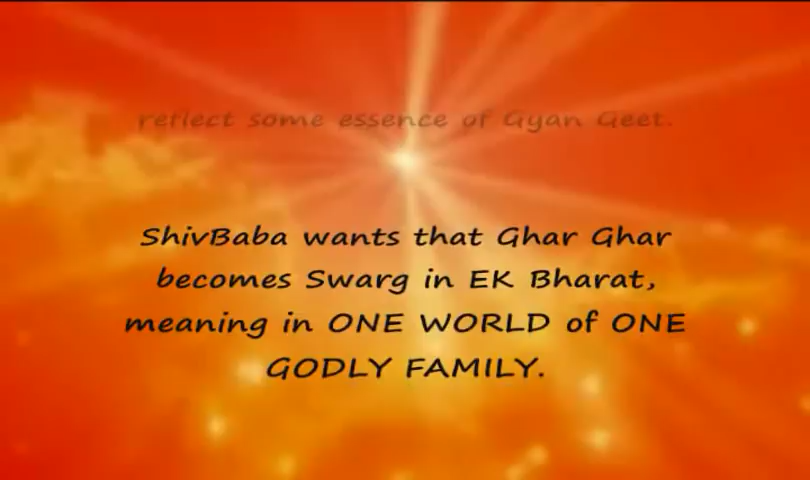 reflect some essence of Gyan Geet.
ShivBaba wants that Ghar Ghar
becomes Swarg in EK Bharat,
meaning in ONE WORLD of ONE
GODLY FAMILY.